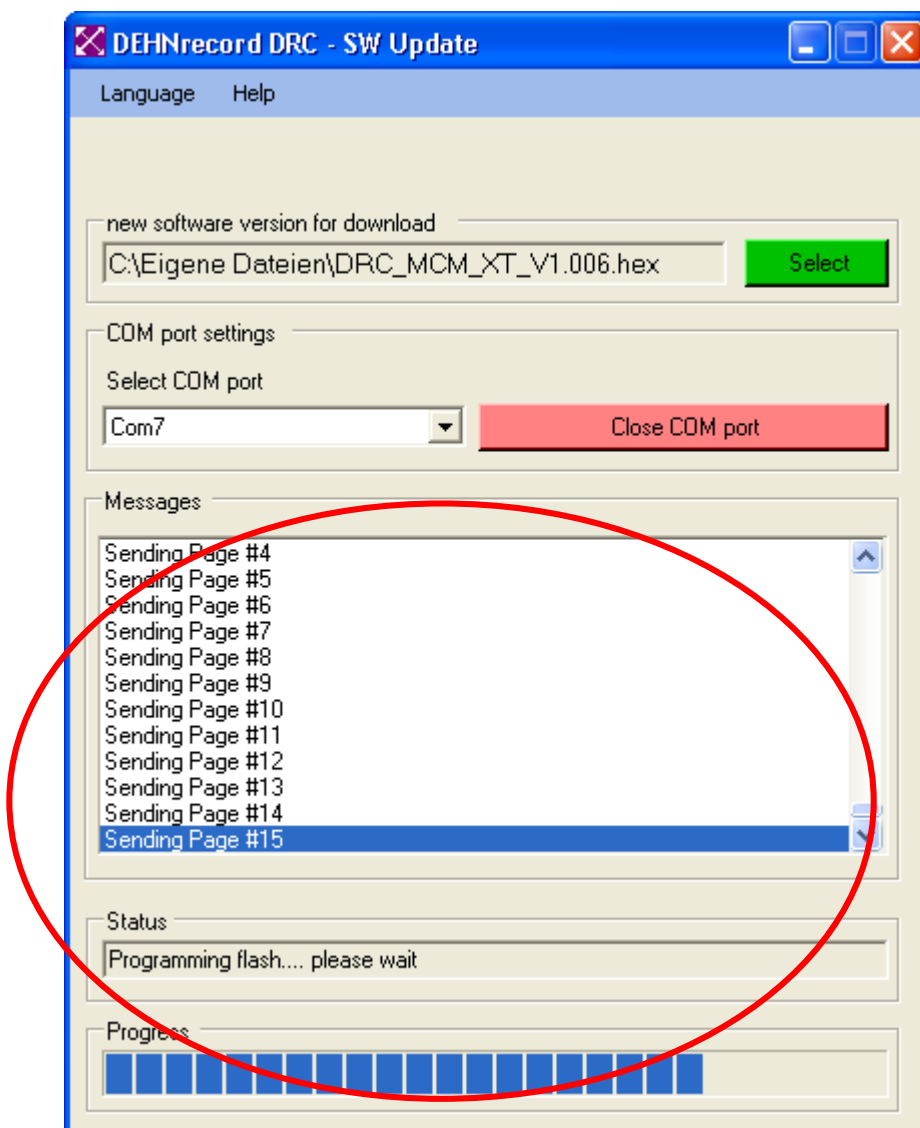 DEHNrecord DRC - SW Update
Language Help
new software version for download
C:\Eigene Dateien\DRC_MCM_XT_V1.006.hex
Select
COM port settings
Select COM port
Com7
Close COM port
Messages
Sending Page #4
Sending Page #5
Sending Page #6
Sending Page #7
Sending Page #8
Sending Page #9
Sending Page #10
Sending Page #11
Sending Page #12
Sending Page #13
Sending Page #14
Sending Page #15
Status
Programming flash.... please wait
Progress